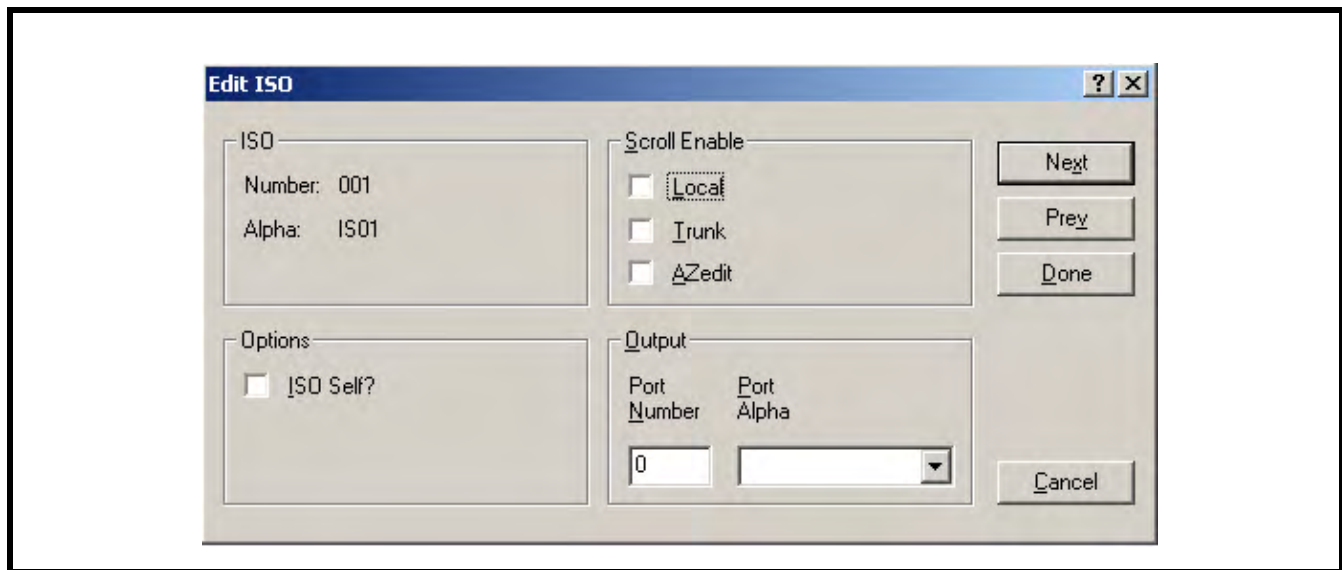 Edit ISO
ISO
Number: 001
Alpha: ISO1
Scroll Enable
Local
Trunk
AZedit
Next
Prev
Done
Options
ISO Self?
Output
Port Number
Port Alpha
0
Cancel